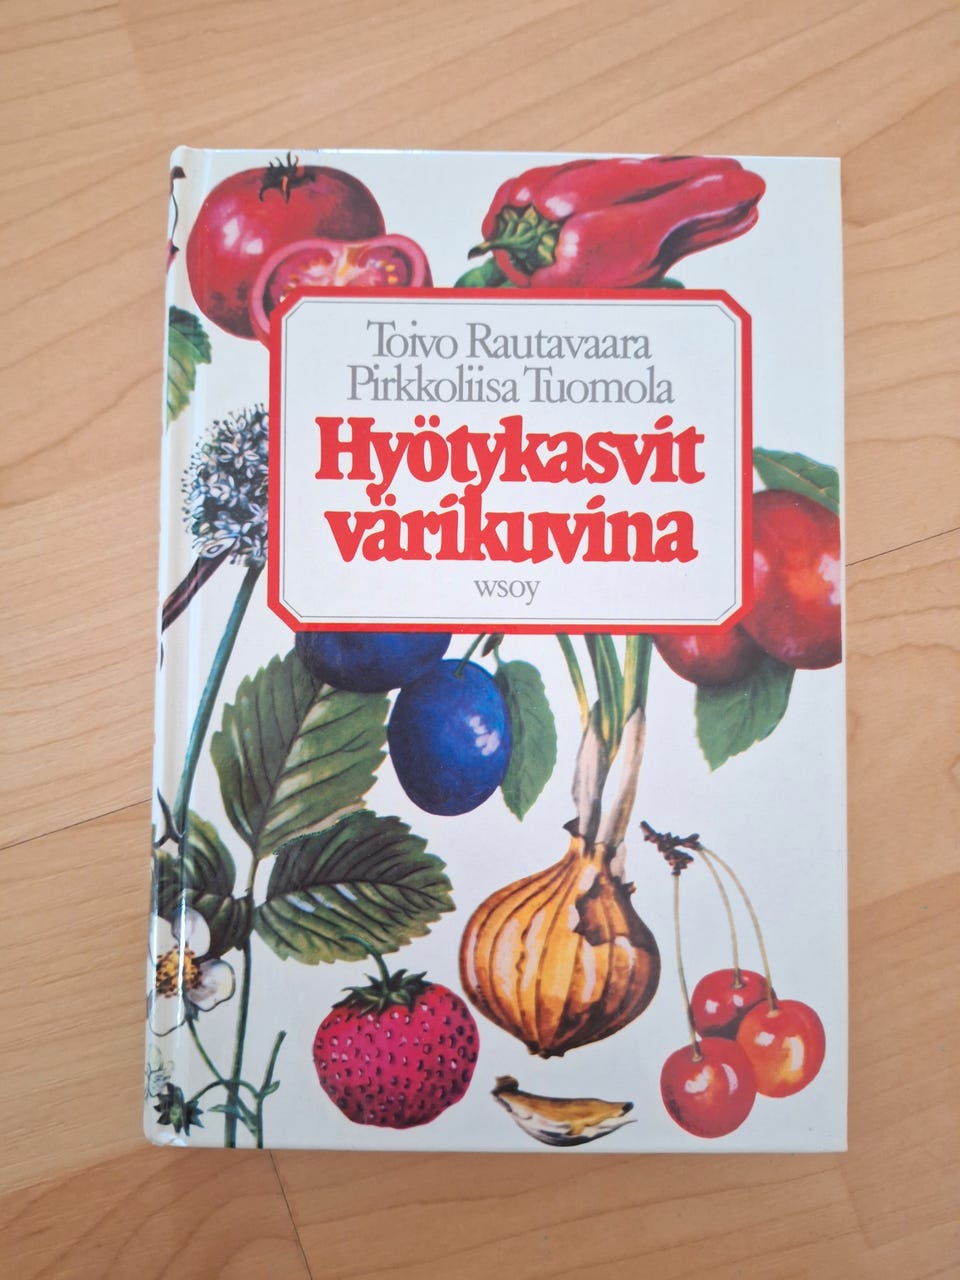 Toivo Rautavaara
Pirkkoliisa Tuomola
Hyötykasvit
värikuvina
wsoy